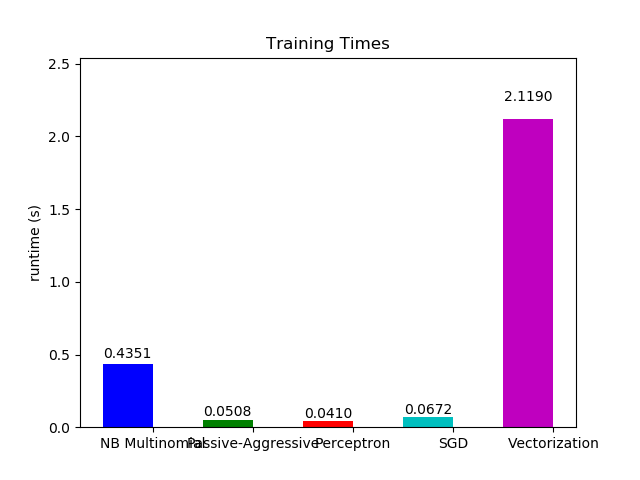 Training Times
runtime (s)
2.5
2.0
1.5
1.0
0.5
0.0
0.4351
0.0508
0.0410
0.0672
2.1190
NB Multinomial
Passive-Aggressive
Perceptron
SGD
Vectorization